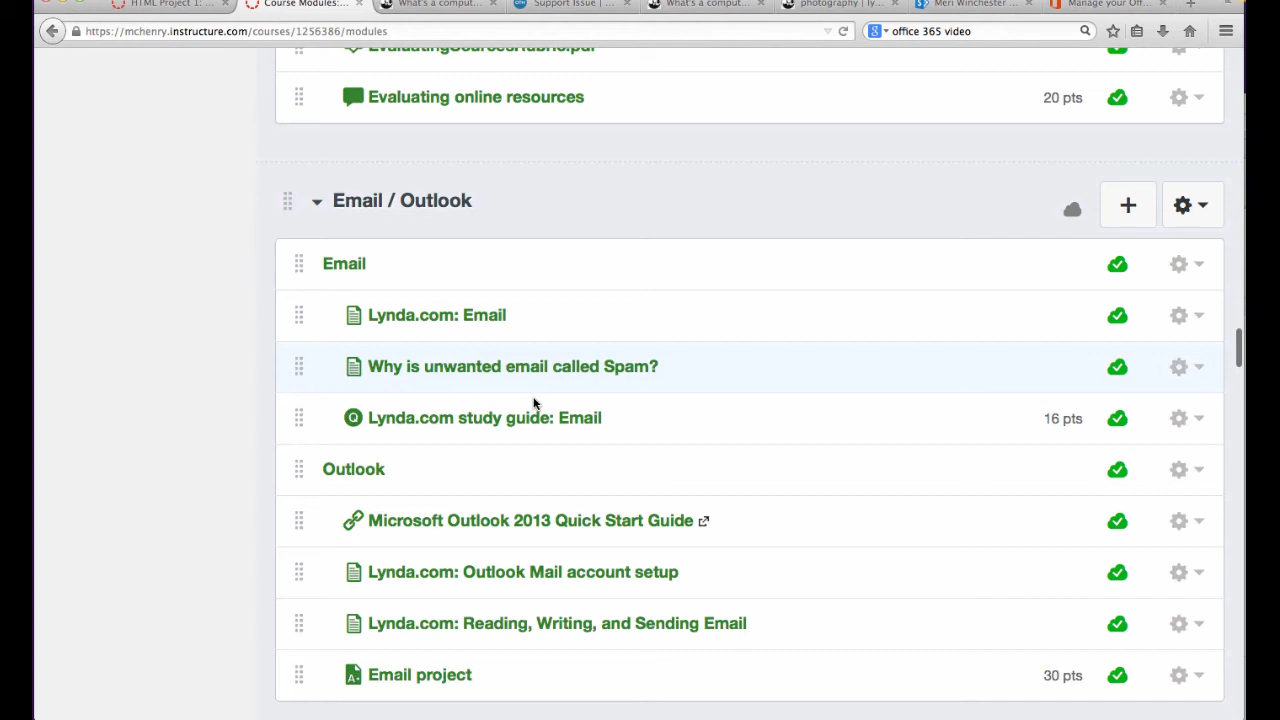 HTML Project 1: ...
Course Modules:...
What's a comput...
Support Issue | ...
What's a comput...
photography | ly...
Meri Winchester ...
Manage your Off...
https://mchenry.instructure.com/courses/1256386/modules
office 365 video
EvaluatingSourcesRubric.pdf
Evaluating online resources
20 pts
Email / Outlook
Email
Lynda.com: Email
Why is unwanted email called Spam?
Lynda.com study guide: Email
16 pts
Outlook
Microsoft Outlook 2013 Quick Start Guide
Lynda.com: Outlook Mail account setup
Lynda.com: Reading, Writing, and Sending Email
Email project
30 pts